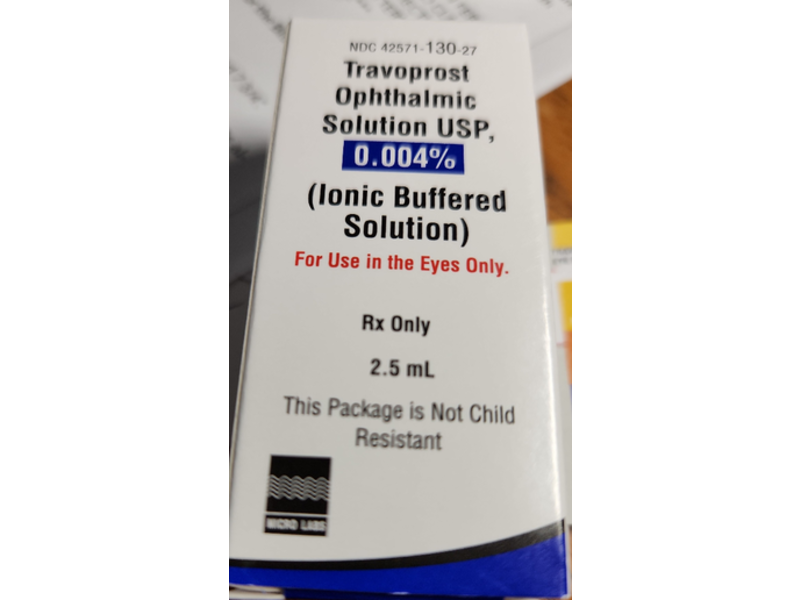 NDC 42571-130-27
Travoprost
Ophthalmic
Solution USP,
0.004%
(Ionic Buffered
Solution)
For Use in the Eyes Only.
Rx Only
2.5 mL
This Package is Not Child
Resistant
MICRO LABS